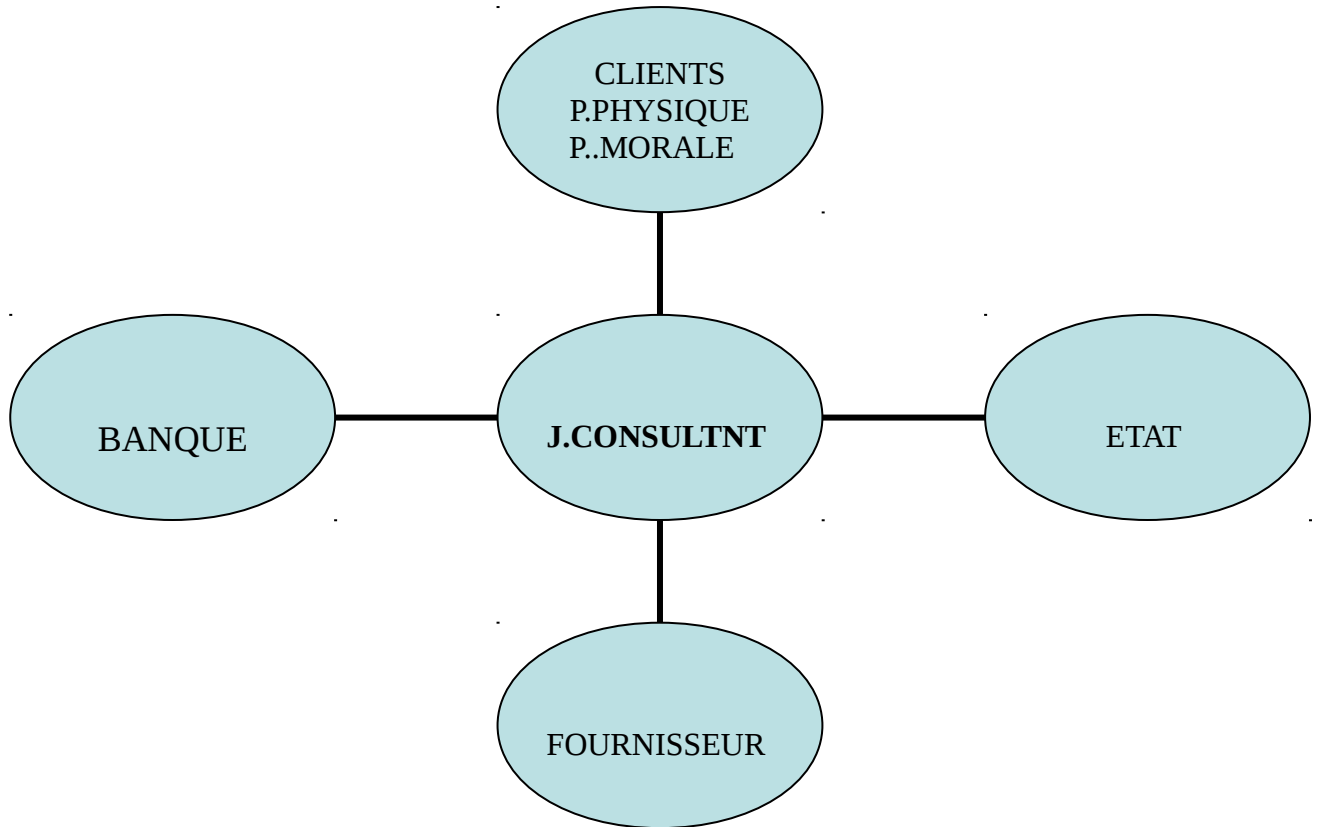 CLIENTS
P.PHYSIQUE
P..MORALE
BANQUE
J.CONSULTNT
ETAT
FOURNISSEUR